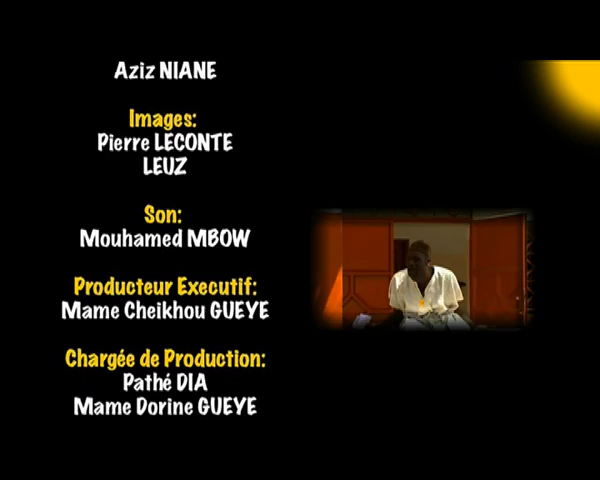 Aziz NIANE
Images:
Pierre LECONTE
LEUZ
Son:
Mouhamed MBOW
Producteur Executif:
Mame Cheikhou GUEYE
Chargée de Production:
Pathé DIA
Mame Dorine GUEYE